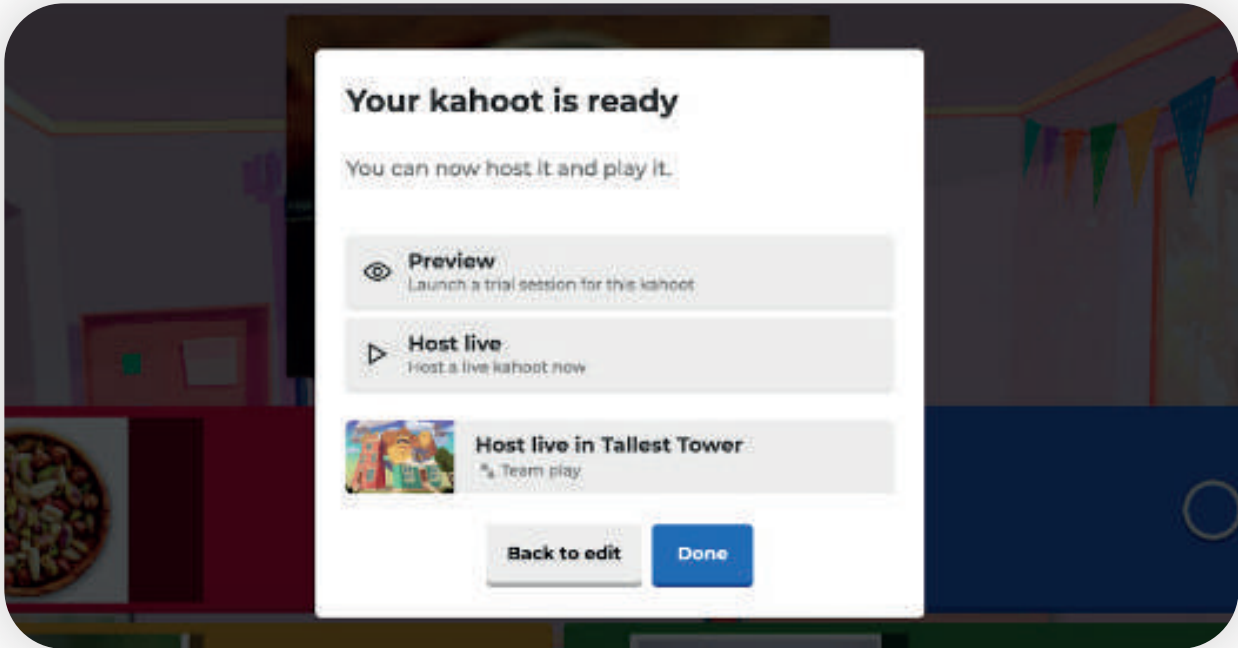 Your kahoot is ready
You can now host it and play it.
Preview
Launch a trial session for this kahoot
Host live
Host a live kahoot now
Host live in Tallest Tower
Team play
Back to edit
Done